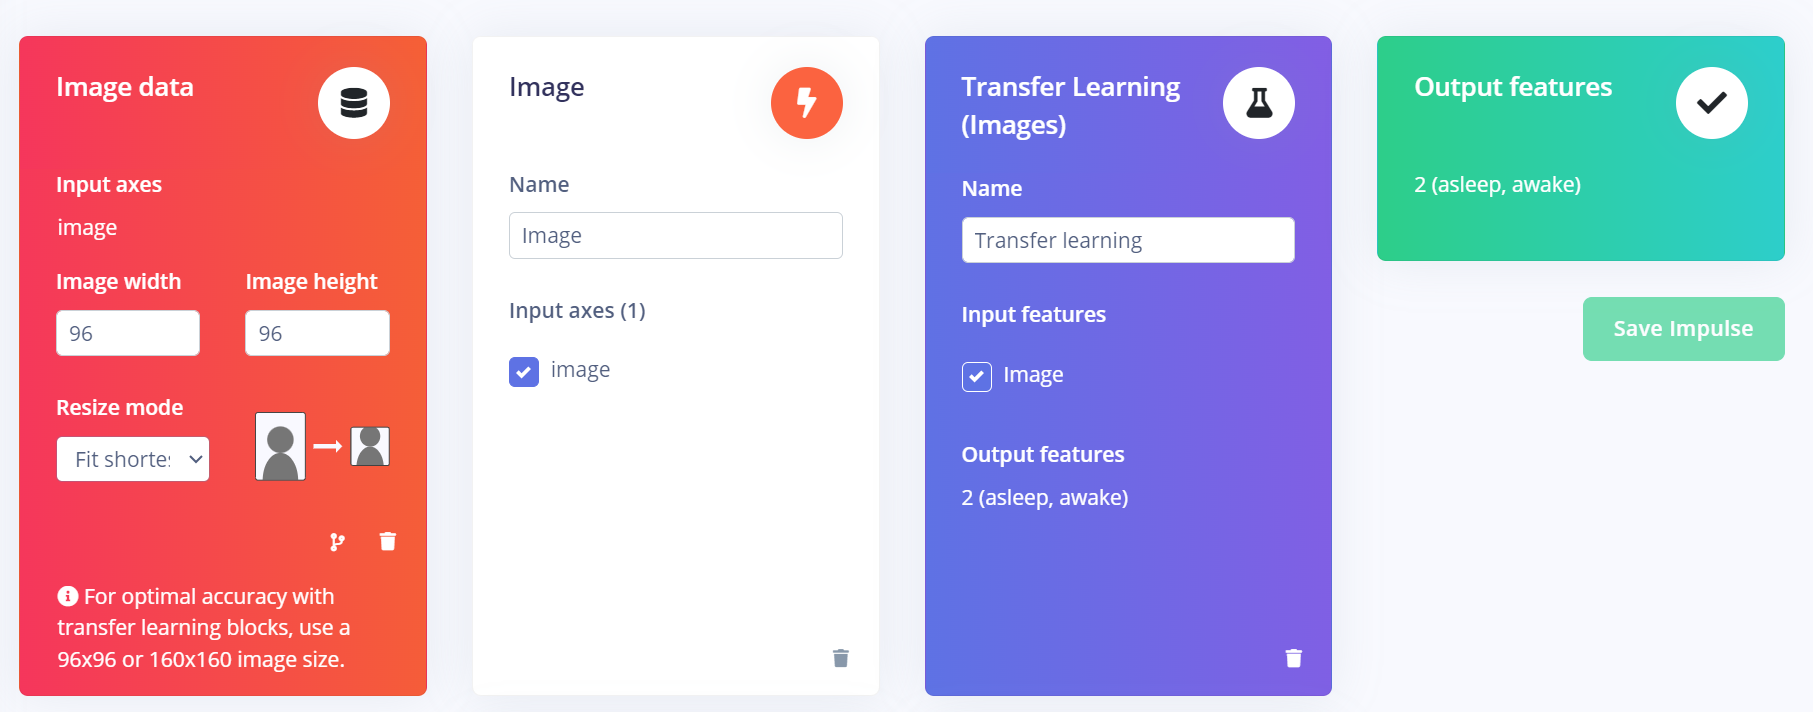 Image data
Input axes
image
Image width
Image height
96
96
Resize mode
Fit shortes
For optimal accuracy with
transfer learning blocks, use a
96x96 or 160x160 image size.
Image
Name
Image
Input axes (1)
image
Transfer Learning
(Images)
Name
Transfer learning
Input features
Image
Output features
2 (asleep, awake)
Output features
2 (asleep, awake)
Save Impulse